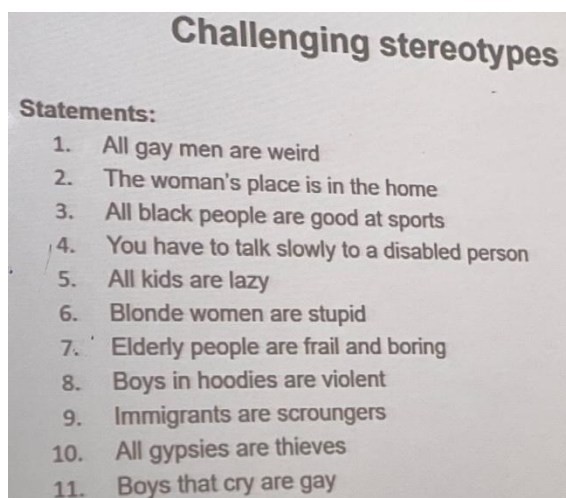 Challenging stereotypes
Statements:
1. All gay men are weird
2. The woman's place is in the home
3. All black people are good at sports
4. You have to talk slowly to a disabled person
5. All kids are lazy
6. Blonde women are stupid
7. Elderly people are frail and boring
8. Boys in hoodies are violent
9. Immigrants are scroungers
10. All gypsies are thieves
11. Boys that cry are gay